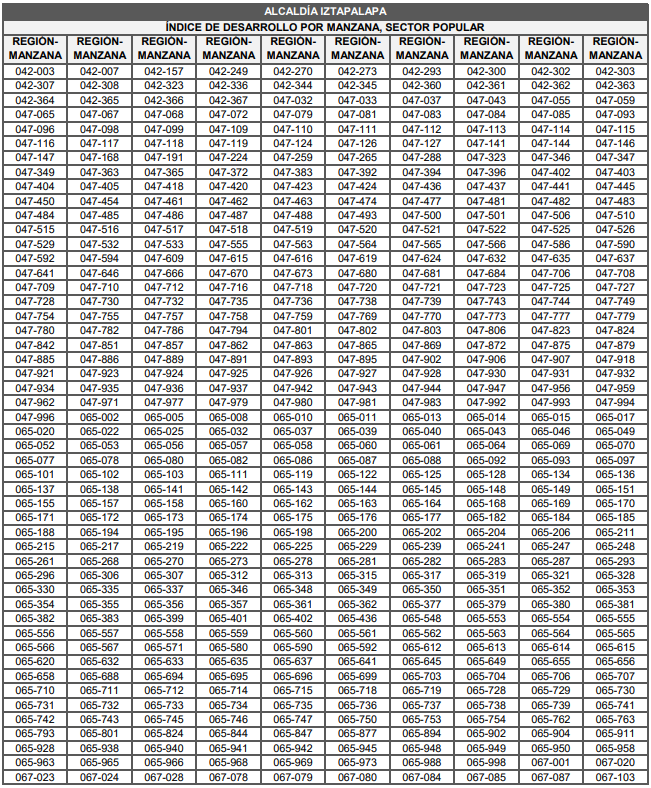 ALCALDÍA IZTAPALAPA
ÍNDICE DE DESARROLLO POR MANZANA, SECTOR POPULAR
REGIÓN- REGIÓN- REGIÓN- REGIÓN- REGIÓN- REGIÓN- REGIÓN- REGIÓN- REGIÓN- REGIÓN-
MANZANA MANZANA MANZANA MANZANA MANZANA MANZANA MANZANA MANZANA MANZANA MANZANA
042-003 042-007 042-157 042-249 042-270 042-273 042-293 042-300 042-302 042-303
042-307 042-308 042-323 042-336 042-344 042-345 042-360 042-361 042-362 042-363
042-364 042-365 042-366 042-367 047-032 047-033 047-037 047-043 047-055 047-059
047-065 047-067 047-068 047-072 047-079 047-081 047-083 047-084 047-085 047-093
047-096 047-098 047-099 047-109 047-110 047-111 047-112 047-113 047-114 047-115
047-116 047-117 047-118 047-119 047-124 047-126 047-127 047-141 047-144 047-146
047-147 047-168 047-191 047-224 047-259 047-265 047-288 047-323 047-346 047-347
047-349 047-363 047-365 047-372 047-383 047-392 047-394 047-396 047-402 047-403
047-404 047-405 047-418 047-420 047-423 047-424 047-436 047-437 047-441 047-445
047-450 047-454 047-461 047-462 047-463 047-474 047-477 047-481 047-482 047-483
047-484 047-485 047-486 047-487 047-488 047-493 047-500 047-501 047-506 047-510
047-515 047-516 047-517 047-518 047-519 047-520 047-521 047-522 047-525 047-526
047-529 047-532 047-533 047-555 047-563 047-564 047-565 047-566 047-586 047-590
047-592 047-594 047-609 047-615 047-616 047-619 047-624 047-632 047-635 047-637
047-641 047-646 047-666 047-670 047-673 047-680 047-681 047-684 047-706 047-708
047-709 047-710 047-712 047-716 047-718 047-720 047-721 047-723 047-725 047-727
047-728 047-730 047-732 047-735 047-736 047-738 047-739 047-743 047-744 047-749
047-754 047-755 047-757 047-758 047-759 047-769 047-770 047-773 047-777 047-779
047-780 047-782 047-786 047-794 047-801 047-802 047-803 047-806 047-823 047-824
047-842 047-851 047-857 047-862 047-863 047-865 047-869 047-872 047-875 047-879
047-885 047-886 047-889 047-891 047-893 047-895 047-902 047-906 047-907 047-918
047-921 047-923 047-924 047-925 047-926 047-927 047-928 047-930 047-931 047-932
047-934 047-935 047-936 047-937 047-942 047-943 047-944 047-947 047-956 047-959
047-962 047-971 047-977 047-979 047-980 047-981 047-983 047-992 047-993 047-994
047-996 065-002 065-005 065-008 065-010 065-011 065-013 065-014 065-015 065-017
065-020 065-022 065-025 065-032 065-037 065-039 065-040 065-043 065-046 065-049
065-052 065-053 065-056 065-057 065-058 065-060 065-061 065-064 065-069 065-070
065-077 065-078 065-080 065-082 065-086 065-087 065-088 065-092 065-093 065-097
065-101 065-102 065-103 065-111 065-119 065-122 065-125 065-128 065-134 065-136
065-137 065-138 065-141 065-142 065-143 065-144 065-145 065-148 065-149 065-151
065-155 065-157 065-158 065-160 065-162 065-163 065-164 065-168 065-169 065-170
065-171 065-172 065-173 065-174 065-175 065-176 065-177 065-182 065-184 065-185
065-188 065-194 065-195 065-196 065-198 065-200 065-202 065-204 065-206 065-211
065-215 065-217 065-219 065-222 065-225 065-229 065-239 065-241 065-247 065-248
065-261 065-268 065-270 065-273 065-278 065-281 065-282 065-283 065-287 065-293
065-296 065-306 065-307 065-312 065-313 065-315 065-317 065-319 065-321 065-328
065-330 065-335 065-337 065-346 065-348 065-349 065-350 065-351 065-352 065-353
065-354 065-355 065-356 065-357 065-361 065-362 065-377 065-379 065-380 065-381
065-382 065-383 065-399 065-401 065-402 065-436 065-548 065-553 065-554 065-555
065-556 065-557 065-558 065-559 065-560 065-561 065-562 065-563 065-564 065-565
065-566 065-567 065-571 065-580 065-590 065-592 065-612 065-613 065-614 065-615
065-620 065-632 065-633 065-635 065-637 065-641 065-645 065-649 065-655 065-656
065-658 065-688 065-694 065-695 065-696 065-699 065-703 065-704 065-706 065-707
065-710 065-711 065-712 065-714 065-715 065-718 065-719 065-728 065-729 065-730
065-731 065-732 065-733 065-734 065-735 065-736 065-737 065-738 065-739 065-741
065-742 065-743 065-745 065-746 065-747 065-750 065-753 065-754 065-762 065-763
065-793 065-801 065-824 065-844 065-847 065-877 065-894 065-902 065-904 065-911
065-928 065-938 065-940 065-941 065-942 065-945 065-948 065-949 065-950 065-958
065-963 065-965 065-966 065-968 065-969 065-973 065-988 065-998 067-001 067-020
067-023 067-024 067-028 067-078 067-079 067-080 067-084 067-085 067-087 067-103